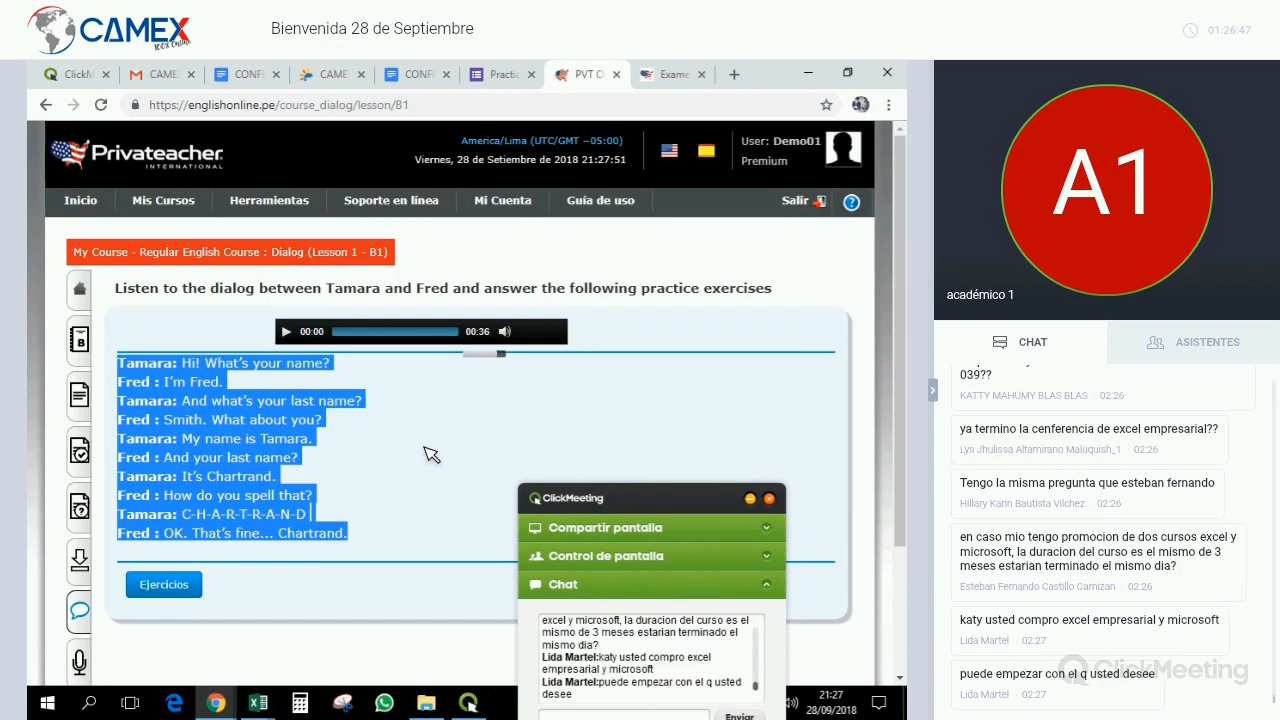 CAMEX
100% Online
Bienvenida 28 de Septiembre
01:26:47
CAME
CONF
CAME
CONF
Practic
PVT C
Exame
https://englishonline.pe/course_dialog/lesson/B1
Privateacher
INTERNATIONAL
America/Lima (UTC/GMT −05:00)
Viernes, 28 de Setiembre de 2018 21:27:51
User: Demo01
Premium
Inicio
Mis Cursos
Herramientas
Soporte en línea
Mi Cuenta
Guía de uso
Salir
?
My Course - Regular English Course : Dialog (Lesson 1 - B1)
Listen to the dialog between Tamara and Fred and answer the following practice exercises
00:00
00:36
Tamara: Hi! What's your name?
Fred : I'm Fred.
Tamara: And what's your last name?
Fred : Smith. What about you?
Tamara: My name is Tamara.
Fred : And your last name?
Tamara: It's Chartrand.
Fred : How do you spell that?
Tamara: C-H-A-R-T-R-A-N-D
Fred : OK. That's fine... Chartrand.
Ejercicios
B
ClickMeeting
Compartir pantalla
Control de pantalla
Chat
excel y microsoft, la duracion del curso es el
mismo de 3 meses estarian terminado el
mismo dia?
Lida Martel:katy usted compro excel
empresarial y microsoft
Lida Martel:puede empezar con el q usted
desee
Enviar
21:27
28/09/2018
A1
académico 1
CHAT
ASISTENTES
039??
KATTY MAHUMY BLAS BLAS 02:26
ya termino la cenferencia de excel empresarial??
Lys Jhulissa Altamirano Maluquish_1 02:26
Tengo la misma pregunta que esteban fernando
Hillary Karin Bautista Vilchez 02:26
en caso mio tengo promocion de dos cursos excel y
microsoft, la duracion del curso es el mismo de 3
meses estarian terminado el mismo dia?
Esteban Fernando Castillo Camizan 02:26
katy usted compro excel empresarial y microsoft
Lida Martel 02:27
puede empezar con el q usted desee
Lida Martel 02:27
ClickMeeting